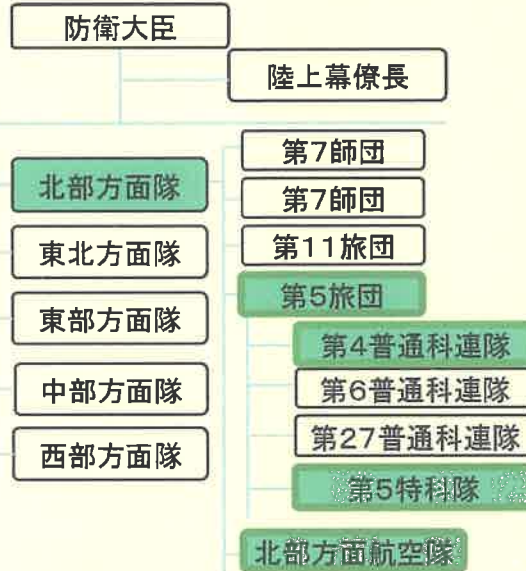 防衛大臣
陸上幕僚長
北部方面隊
東北方面隊
東部方面隊
中部方面隊
西部方面隊
第7師団
第7師団
第11旅団
第5旅団
第4普通科連隊
第6普通科連隊
第27普通科連隊
第5特科隊
北部方面航空隊